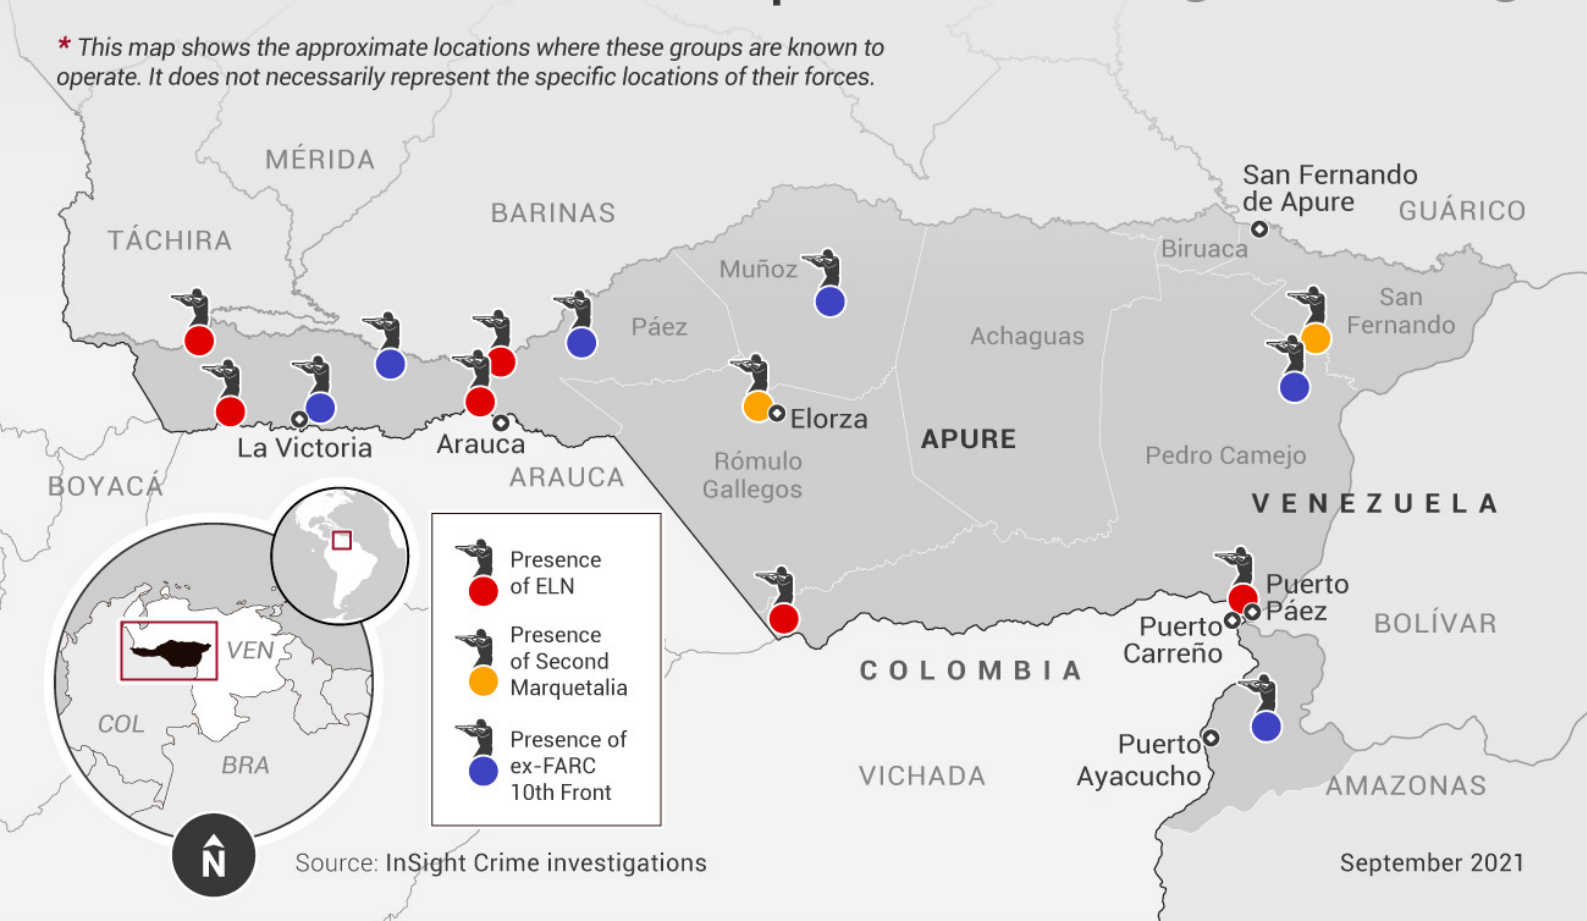 * This map shows the approximate locations where these groups are known to
operate. It does not necessarily represent the specific locations of their forces.
MÉRIDA
San Fernando
de Apure
GUÁRICO
BARINAS
TÁCHIRA
Biruaca
Muñoz
San
Fernando
Páez
Achaguas
Elorza
APURE
La Victoria
Arauca
Rómulo
Gallegos
Pedro Camejo
ARAUCA
BOYACÁ
VENEZUELA
Presence
of ELN
Presence
of Second
Marquetalia
Presence of
ex-FARC
10th Front
Puerto
Páez
Puerto
Carreño
BOLÍVAR
COLOMBIA
VEN
COL
BRA
Puerto
Ayacucho
VICHADA
AMAZONAS
N
Source: InSight Crime investigations
September 2021